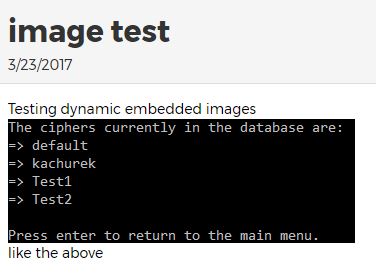 image test
3/23/2017
Testing dynamic embedded images
The ciphers currently in the database are:
=> default
=> kachurek
=> Test1
=> Test2
Press enter to return to the main menu.
like the above